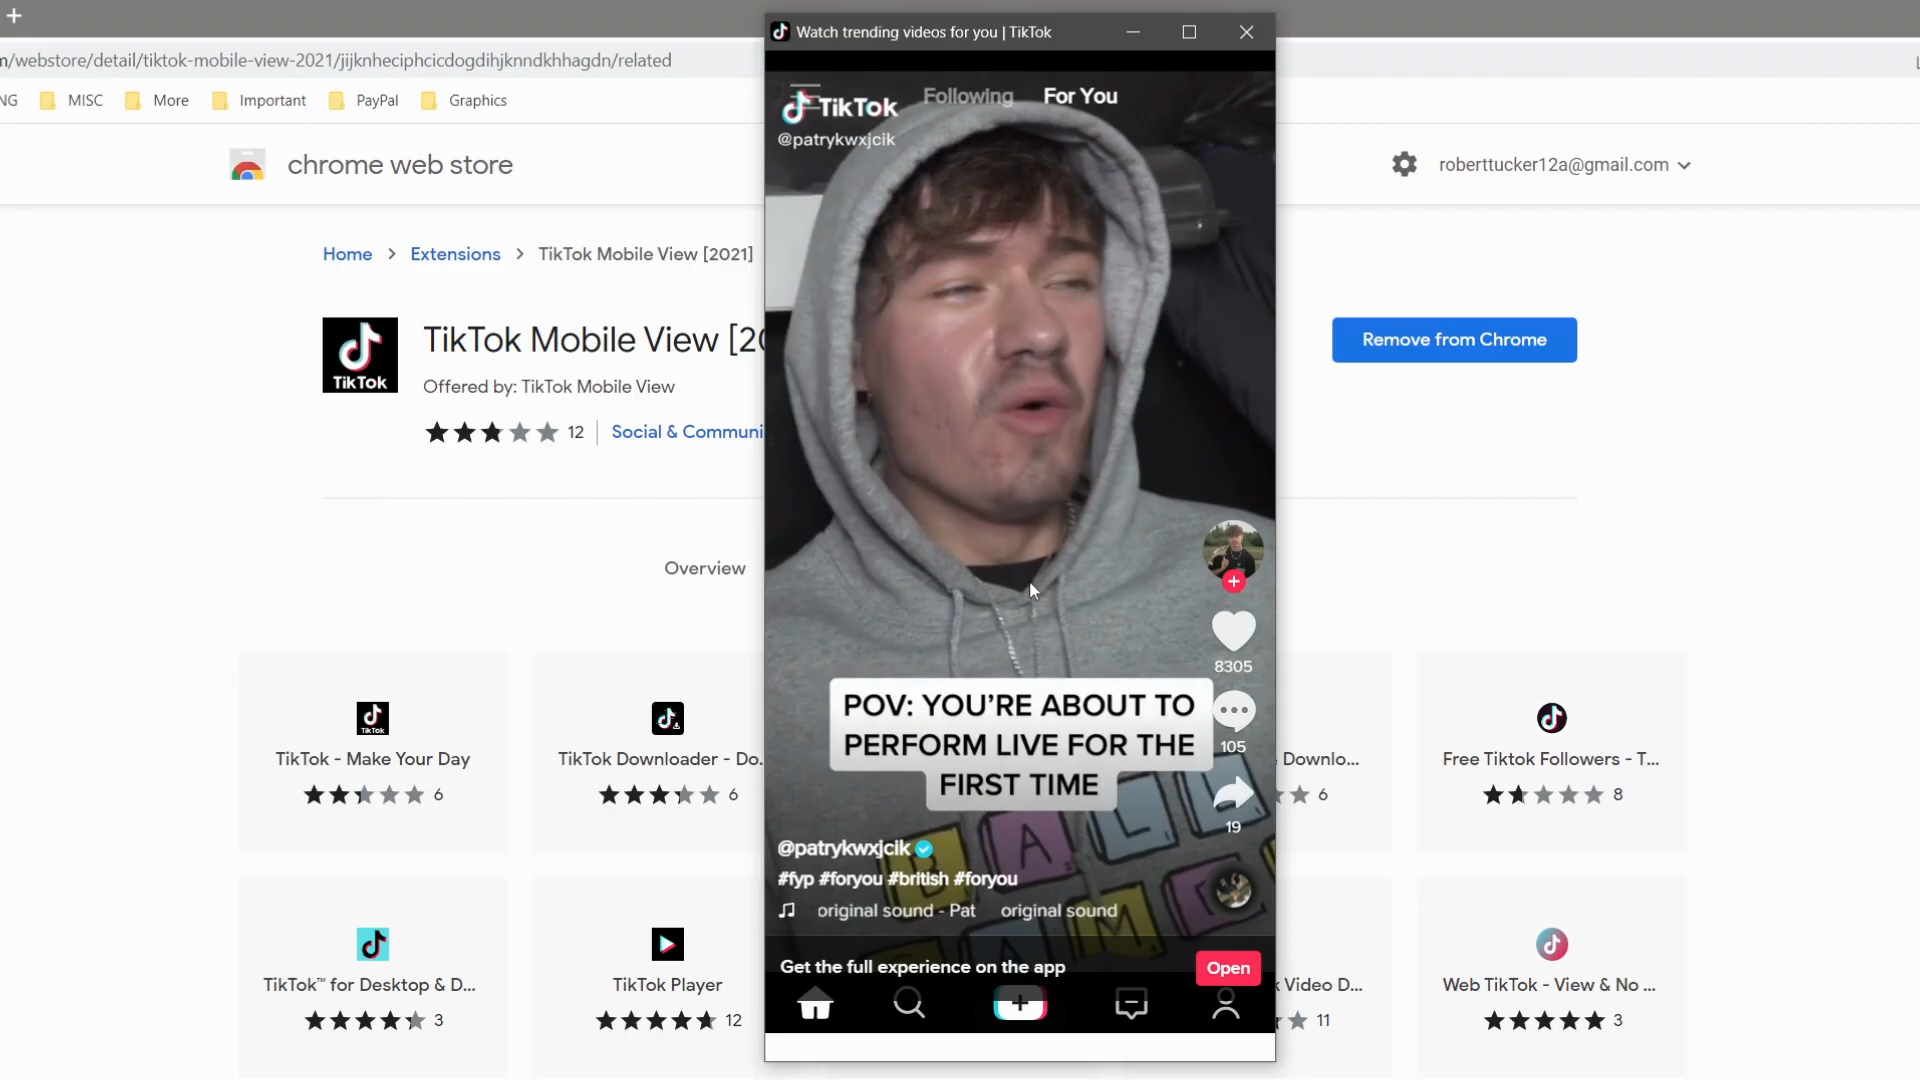 Watch trending videos for you | TikTok
m/webstore/detail/tiktok-mobile-view-2021/jijknheciphcicdogdihjknndkhhagdn/related
NG MISC More Important PayPal Graphics
chrome web store
roberttucker12a@gmail.com
Home > Extensions > TikTok Mobile View [2021]
TikTok Mobile View [20
TikTok
Offered by: TikTok Mobile View
12 Social & Communi
Remove from Chrome
Overview
TikTok
Following For You
@patrykwxjcik
8305
105
19
POV: YOU'RE ABOUT TO
PERFORM LIVE FOR THE
FIRST TIME
@patrykwxjcik
#fyp #foryou #british #foryou
original sound - Pat original sound
Get the full experience on the app
Open
TikTok
TikTok - Make Your Day
6
TikTok Downloader - Do...
6
Downlo...
6
Free Tiktok Followers - T...
8
TikTok™ for Desktop & D...
3
TikTok Player
12
k Video D...
11
Web TikTok - View & No ...
3